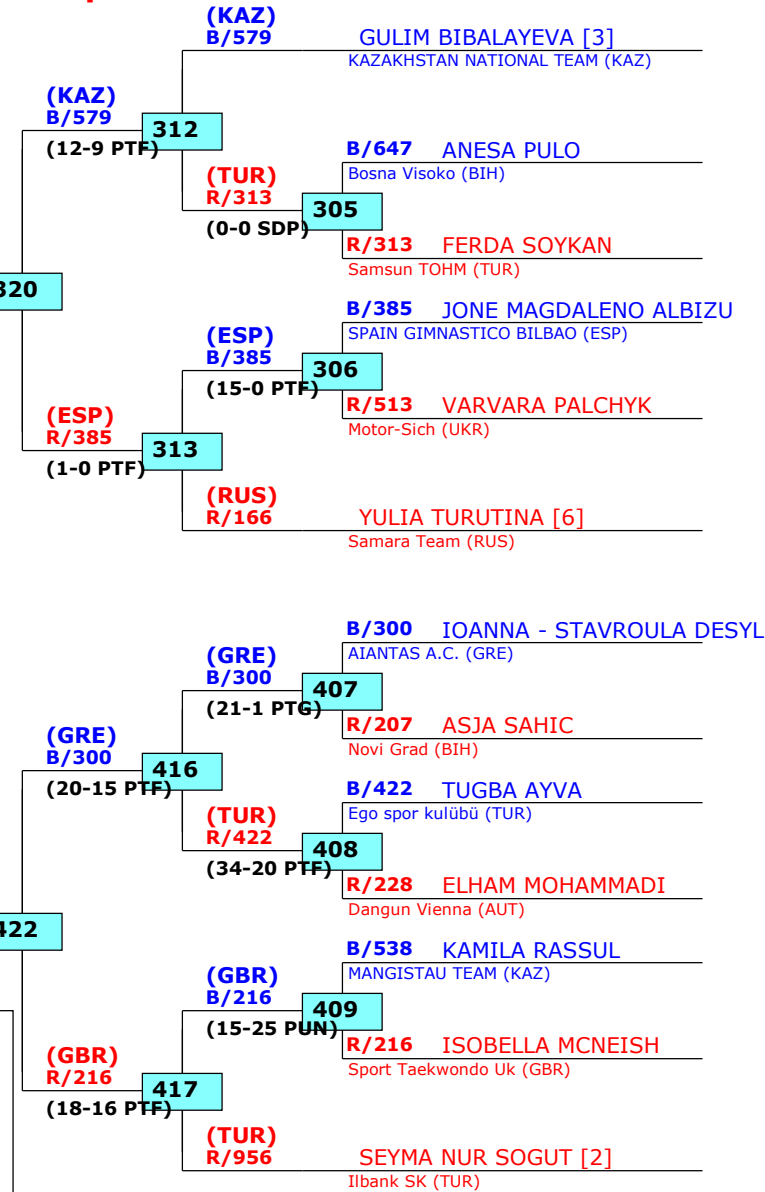 (KAZ)
B/579
GULIM BIBALAYEVA [3]
KAZAKHSTAN NATIONAL TEAM (KAZ)
(KAZ)
B/579
(12-9 PTF)
312
B/647 ANESA PULO
Bosna Visoko (BIH)
(TUR)
R/313
(0-0 SDP)
305
R/313 FERDA SOYKAN
Samsun TOHM (TUR)
320
B/385 JONE MAGDALENO ALBIZU
SPAIN GIMNASTICO BILBAO (ESP)
(ESP)
B/385
(15-0 PTF)
306
R/513 VARVARA PALCHYK
Motor-Sich (UKR)
(ESP)
R/385
(1-0 PTF)
313
(RUS)
R/166
YULIA TURUTINA [6]
Samara Team (RUS)
B/300 IOANNA - STAVROULA DESYL
AIANTAS A.C. (GRE)
(GRE)
B/300
(21-1 PTG)
407
R/207 ASJA SAHIC
Novi Grad (BIH)
(GRE)
B/300
(20-15 PTF)
416
B/422 TUGBA AYVA
Ego spor kulübü (TUR)
(TUR)
R/422
(34-20 PTF)
408
R/228 ELHAM MOHAMMADI
Dangun Vienna (AUT)
422
B/538 KAMILA RASSUL
MANGISTAU TEAM (KAZ)
(GBR)
B/216
(15-25 PUN)
409
R/216 ISOBELLA MCNEISH
Sport Taekwondo Uk (GBR)
(GBR)
R/216
(18-16 PTF)
417
(TUR)
R/956
SEYMA NUR SOGUT [2]
Ilbank SK (TUR)